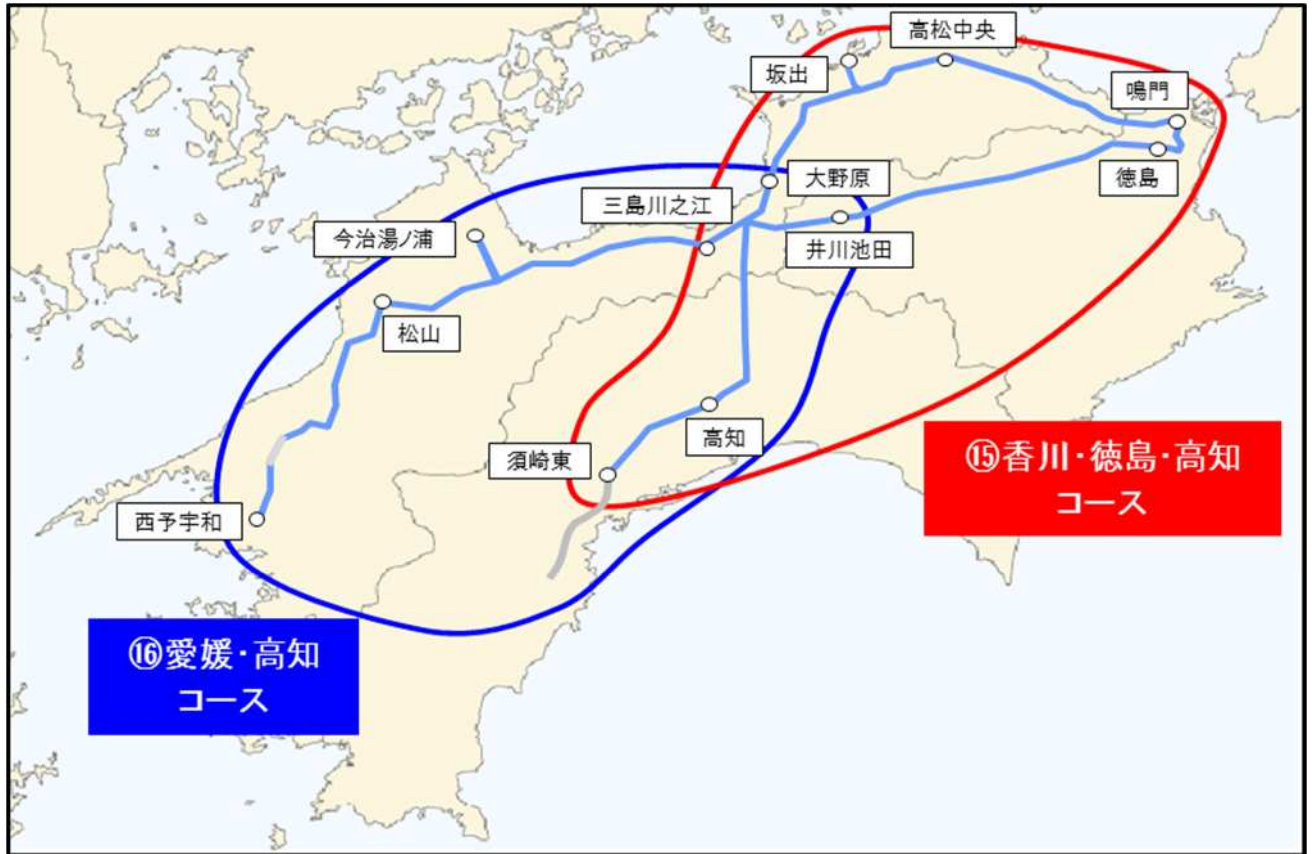 高松中央
坂出
鳴門
大野原
徳島
三島川之江
今治湯ノ浦
井川池田
松山
高知
須崎東
西予宇和
⑮香川・徳島・高知
コース
⑯愛媛・高知
コース